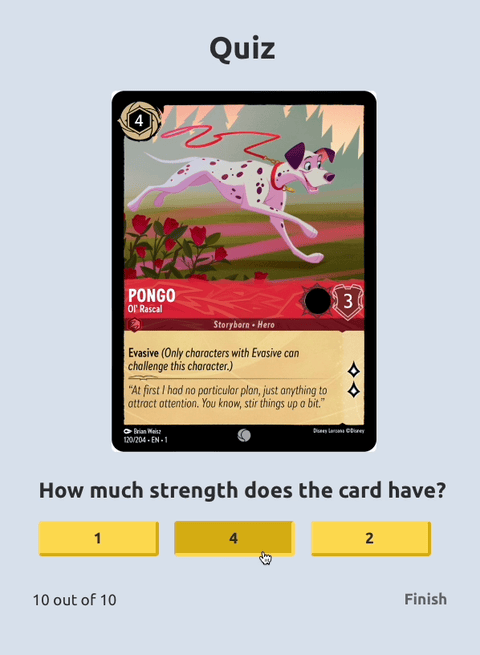 Quiz
4
PONGO
Ol' Rascal
3
Storyborn • Hero
Evasive (Only characters with Evasive can
challenge this character.)
“At first I had no particular plan, just anything to
attract attention. You know, stir things up a bit.”
Brian Weisz
Disney Lorcana ©Disney
120/204 • EN • 1
How much strength does the card have?
1
4
2
10 out of 10
Finish